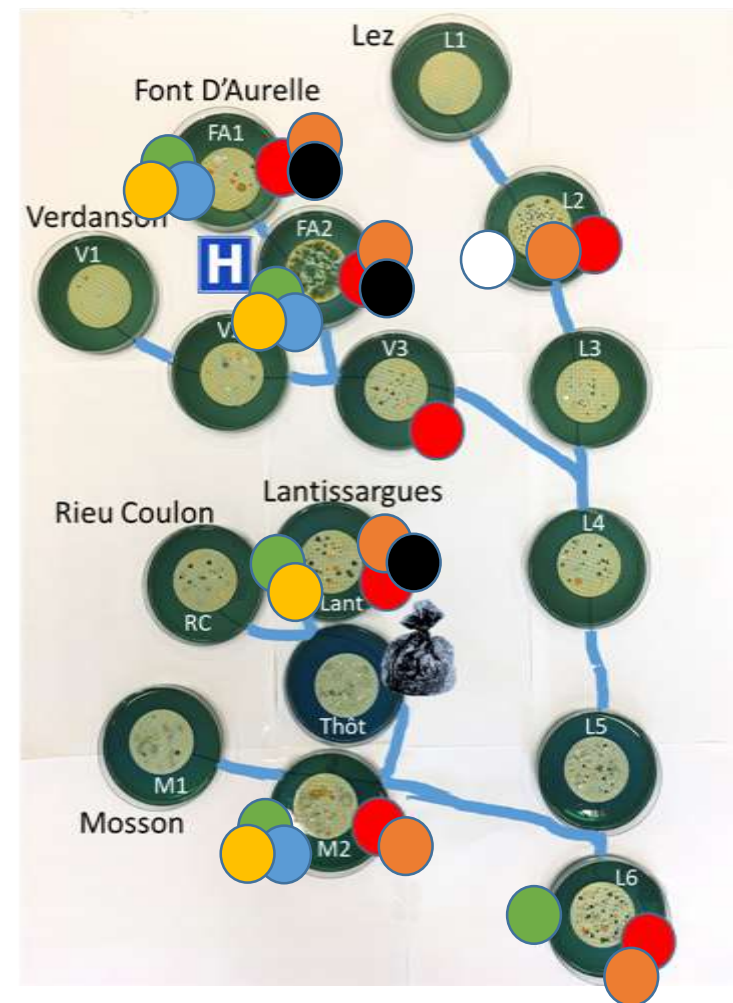 Lez
L1
Font D'Aurelle
FA1
L2
Verdanson
FA2
V1
H
V3
L3
Lantissargues
Rieu Coulon
L4
Lant
RC
Thôt
L5
M1
Mosson
M2
L6